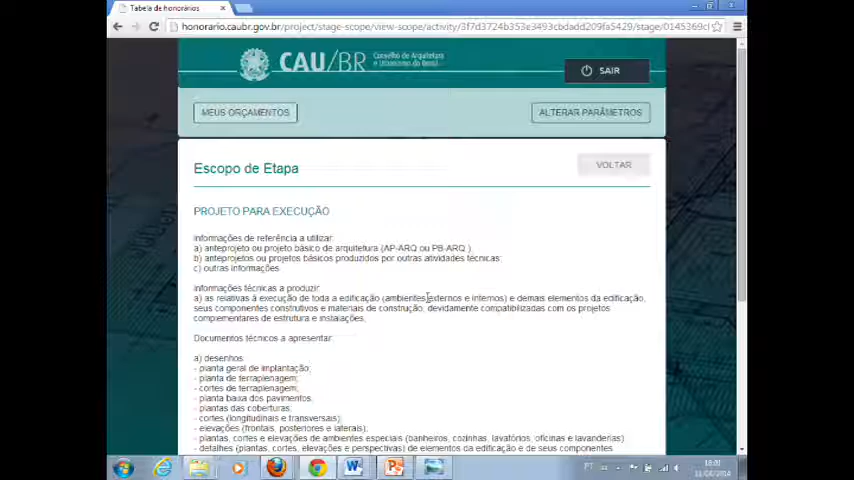 Tabela de honorários
honorario.caubr.gov.br/project/stage-scope/view-scope/activity/3f7d3724b353e3493cbdadd209fa5429/stage/0145369c
CAU/BR
Conselho de Arquitetura
e Urbanismo do Brasil
SAIR
MEUS ORÇAMENTOS
ALTERAR PARÂMETROS
Escopo de Etapa
VOLTAR
PROJETO PARA EXECUÇÃO
Informações de referência a utilizar:
a) anteprojeto ou projeto básico de arquitetura (AP-ARQ ou PB-ARQ );
b) anteprojetos ou projetos básicos produzidos por outras atividades técnicas;
c) outras informações.
Informações técnicas a produzir:
a) as relativas à execução de toda a edificação (ambientes externos e internos) e demais elementos da edificação,
seus componentes construtivos e materiais de construção, devidamente compatibilizadas com os projetos
complementares de estrutura e instalações.
Documentos técnicos a apresentar:
a) desenhos:
- planta geral de implantação;
- planta de terraplenagem;
- cortes de terraplenagem;
- planta baixa dos pavimentos;
- plantas das coberturas;
- cortes (longitudinais e transversais);
- elevações (frontais, posteriores e laterais);
- plantas, cortes e elevações de ambientes especiais (banheiros, cozinhas, lavatórios, oficinas e lavanderias)
- detalhes (plantas, cortes, elevações e perspectivas) de elementos da edificação e de seus componentes
PT